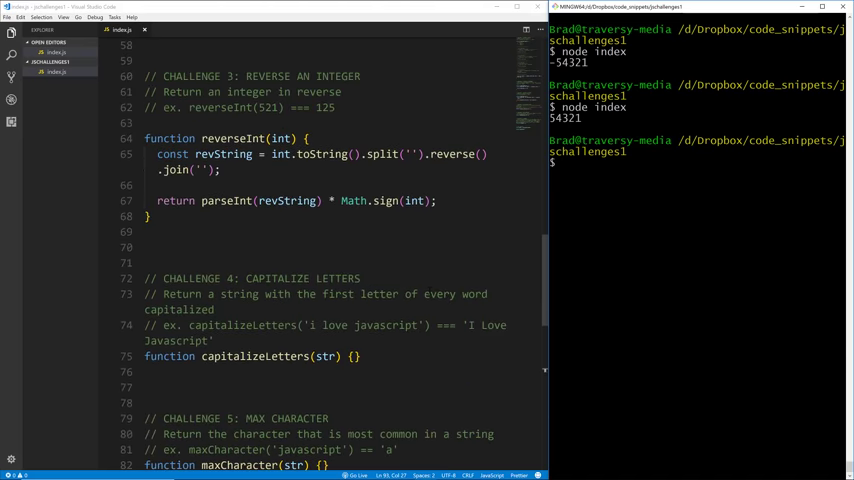 index.js - jschallenges1 - Visual Studio Code
File Edit Selection View Go Debug Tasks Help
EXPLORER
OPEN EDITORS
index.js
JSCHALLENGES1
index.js
index.js ×
58
59
60 // CHALLENGE 3: REVERSE AN INTEGER
61 // Return an integer in reverse
62 // ex. reverseInt(521) === 125
63
64 function reverseInt(int) {
65 const revString = int.toString().split('').reverse()
.join('');
66
67 return parseInt(revString) * Math.sign(int);
68 }
69
70
71
72 // CHALLENGE 4: CAPITALIZE LETTERS
73 // Return a string with the first letter of every word
capitalized
74 // ex. capitalizeLetters('i love javascript') === 'I Love
Javascript'
75 function capitalizeLetters(str) {}
76
77
78
79 // CHALLENGE 5: MAX CHARACTER
80 // Return the character that is most common in a string
81 // ex. maxCharacter('javascript') == 'a'
82 function maxCharacter(str) {}
0 0
Go Live Ln 93, Col 27 Spaces: 2 UTF-8 CRLF JavaScript Prettier
MINGW64:/d/Dropbox/code_snippets/jschallenges1
Brad@traversy-media /d/Dropbox/code_snippets/j
schallenges1
$ node index
-54321
Brad@traversy-media /d/Dropbox/code_snippets/j
schallenges1
$ node index
54321
Brad@traversy-media /d/Dropbox/code_snippets/j
schallenges1
$